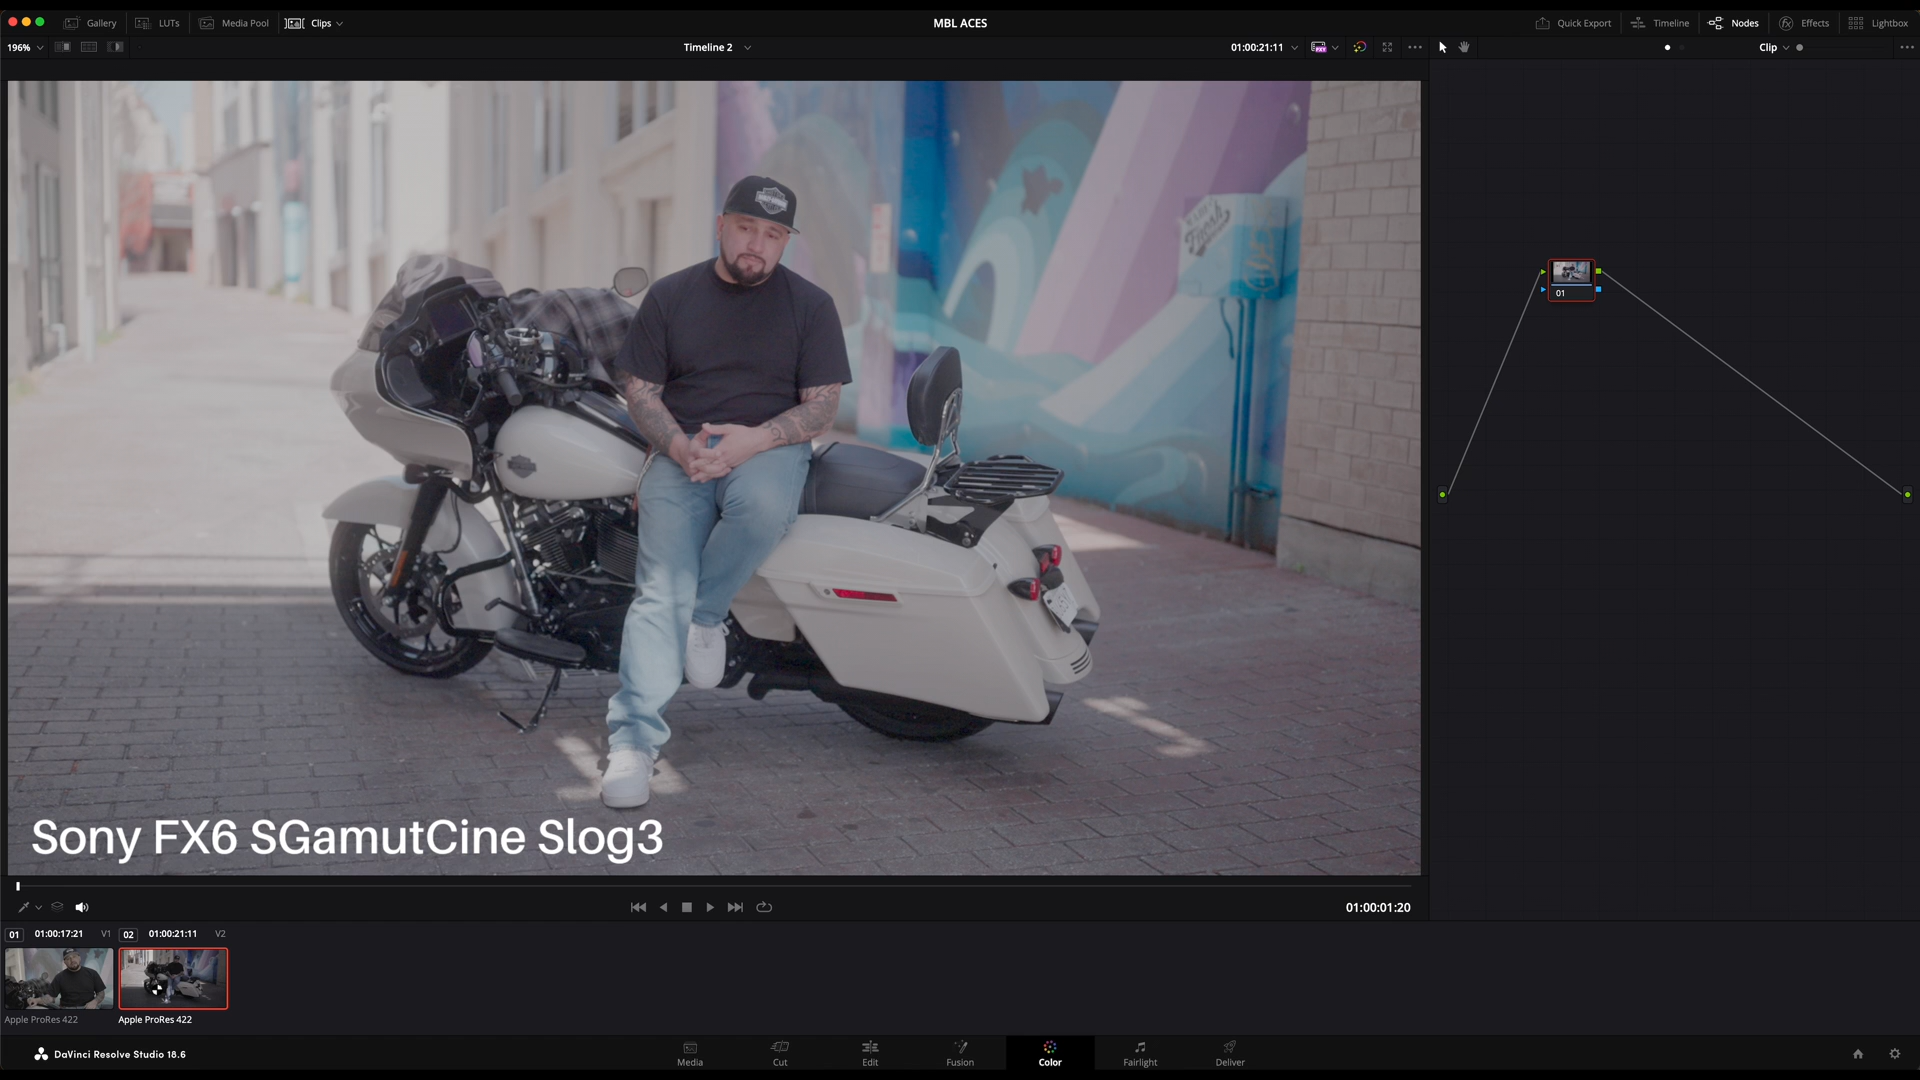 Gallery LUTs Media Pool Clips MBL ACES Quick Export Timeline Nodes Effects Lightbox
196% Timeline 2 01:00:21:11 Clip
01
Sony FX6 SGamutCine Slog3
01:00:01:20
01 01:00:17:21 V1 02 01:00:21:11 V2
Apple ProRes 422 Apple ProRes 422
DaVinci Resolve Studio 18.6 Media Cut Edit Fusion Color Fairlight Deliver